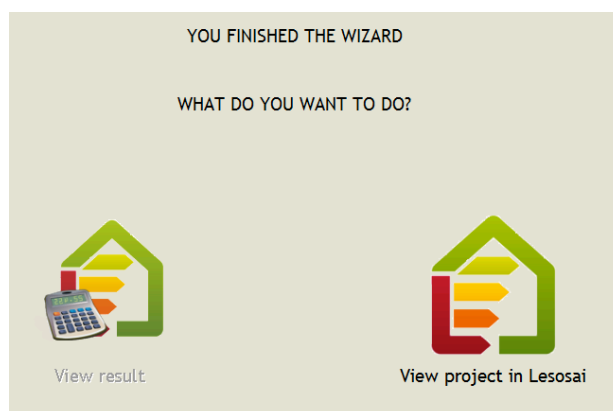 YOU FINISHED THE WIZARD
WHAT DO YOU WANT TO DO?
View result
View project in Lesosai